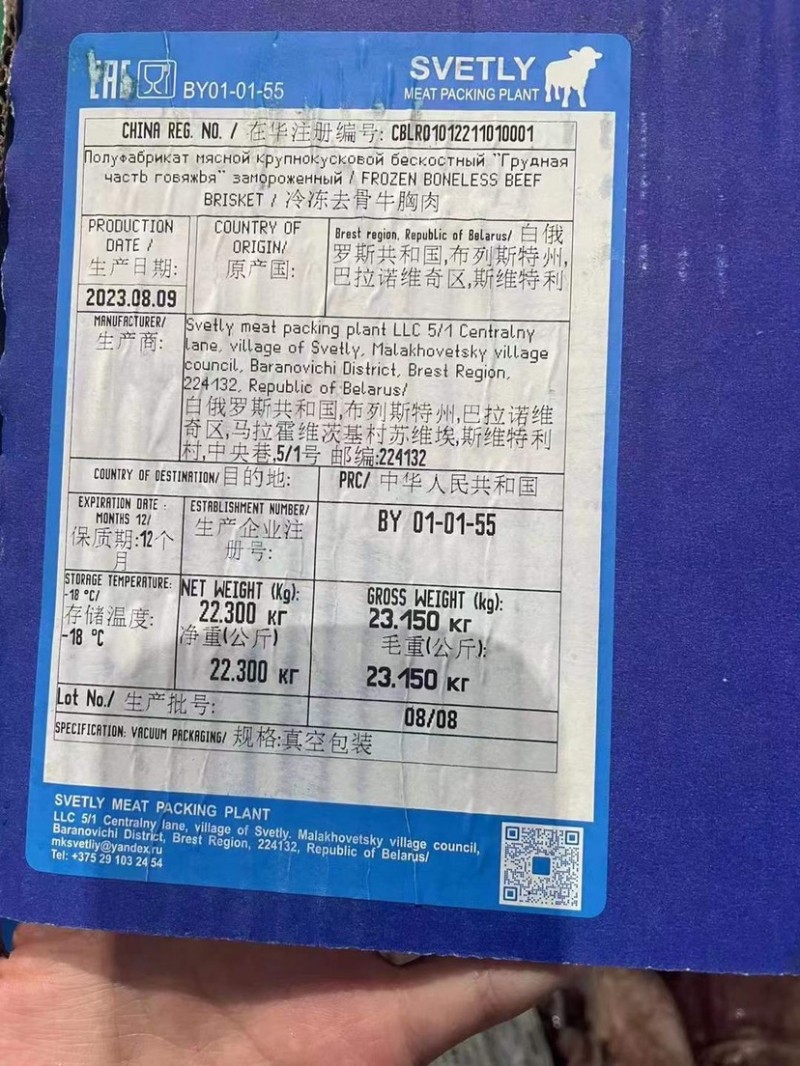 EAC BY01-01-55
SVETLY
MEAT PACKING PLANT
CHINA REG. NO. / 在华注册编号: CBLR01012211010001
Полуфабрикат мясной крупнокусковой бескостный "Грудная
часть говяжья" замороженный / FROZEN BONELESS BEEF
BRISKET / 冷冻去骨牛胸肉
PRODUCTION
DATE /
生产日期:
2023.08.09
COUNTRY OF
ORIGIN/
原产国:
Brest region, Republic of Belarus/ 白俄
罗斯共和国,布列斯特州,
巴拉诺维奇区,斯维特利
MANUFACTURER/
生产商:
Svetly meat packing plant LLC 5/1 Centralny
lane, village of Svetly, Malakhovetsky village
council, Baranovichi District, Brest Region,
224132, Republic of Belarus/
白俄罗斯共和国,布列斯特州,巴拉诺维
奇区,马拉霍维茨基村苏维埃,斯维特利
村,中央巷,5/1号 邮编:224132
COUNTRY OF DESTINATION/ 目的地:
PRC/ 中华人民共和国
EXPIRATION DATE :
MONTHS 12/
保质期:12个
月
ESTABLISHMENT NUMBER/
生产企业注
册号:
BY 01-01-55
STORAGE TEMPERATURE:
-18 °C/
存储温度:
-18 °C
NET WEIGHT (Kg):
22.300 кг
净重(公斤)
22.300 кг
GROSS WEIGHT (kg):
23.150 кг
毛重(公斤):
23.150 кг
Lot No./ 生产批号:
08/08
SPECIFICATION: VACUUM PACKAGING/ 规格:真空包装
SVETLY MEAT PACKING PLANT
LLC 5/1 Centralny lane, village of Svetly. Malakhovetsky village council,
Baranovichi District, Brest Region, 224132, Republic of Belarus/
mksvetliy@yandex.ru
Tel: +375 29 103 24 54